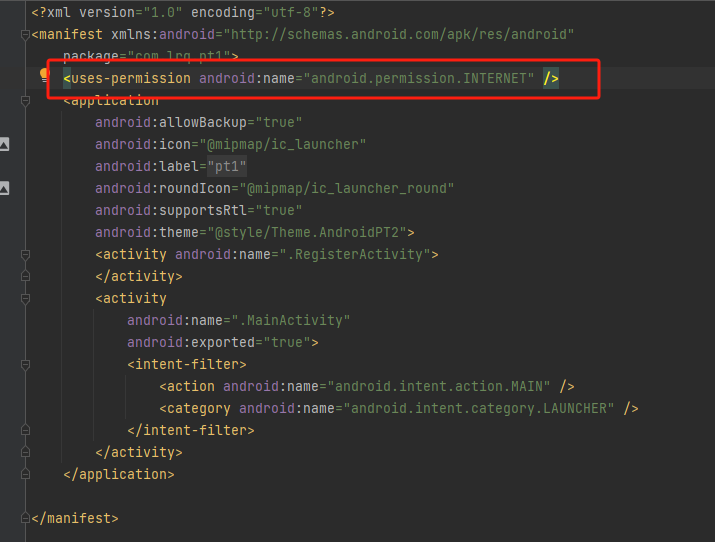 <?xml version="1.0" encoding="utf-8"?>
<manifest xmlns:android="http://schemas.android.com/apk/res/android"
package="com.lrq.pt1">
<uses-permission android:name="android.permission.INTERNET" />
<application
android:allowBackup="true"
android:icon="@mipmap/ic_launcher"
android:label="pt1"
android:roundIcon="@mipmap/ic_launcher_round"
android:supportsRtl="true"
android:theme="@style/Theme.AndroidPT2">
<activity android:name=".RegisterActivity">
</activity>
<activity
android:name=".MainActivity"
android:exported="true">
<intent-filter>
<action android:name="android.intent.action.MAIN" />
<category android:name="android.intent.category.LAUNCHER" />
</intent-filter>
</activity>
</application>
</manifest>